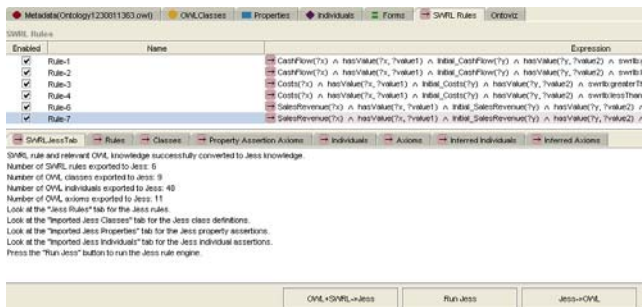 Metadata(Ontology1230811363.owl) OWLClasses Properties Individuals Forms SWRL Rules Ontoviz
SWRL Rules
Enabled Name Expression
Rule-1 CashFlow(?x) ∧ hasValue(?x, ?value1) ∧ Initial_CashFlow(?y) ∧ hasValue(?y, ?value2) ∧ swrlb:g
Rule-2 CashFlow(?x) ∧ hasValue(?x, ?value1) ∧ Initial_CashFlow(?y) ∧ hasValue(?y, ?value2) ∧ swrlb:l
Rule-3 Costs(?x) ∧ hasValue(?x, ?value1) ∧ Initial_Costs(?y) ∧ hasValue(?y, ?value2) ∧ swrlb:greaterTh
Rule-4 Costs(?x) ∧ hasValue(?x, ?value1) ∧ Initial_Costs(?y) ∧ hasValue(?y, ?value2) ∧ swrlb:lessThan
Rule-6 SalesRevenue(?x) ∧ hasValue(?x, ?value1) ∧ Initial_SalesRevenue(?y) ∧ hasValue(?y, ?value2)
Rule-7 SalesRevenue(?x) ∧ hasValue(?x, ?value1) ∧ Initial_SalesRevenue(?y) ∧ hasValue(?y, ?value2)
SWRLJessTab Rules Classes Property Assertion Axioms Individuals Axioms Inferred Individuals Inferred Axioms
SWRL rule and relevant OWL knowledge successfully converted to Jess knowledge.
Number of SWRL rules exported to Jess: 6
Number of OWL classes exported to Jess: 9
Number of OWL individuals exported to Jess: 40
Number of OWL axioms exported to Jess: 11
Look at the "Jess Rules" tab for the Jess rules.
Look at the "Imported Jess Classes" tab for the Jess class definitions.
Look at the "Imported Jess Properties" tab for the Jess property assertions.
Look at the "Imported Jess Individuals" tab for the Jess individual assertions.
Press the "Run Jess" button to run the Jess rule engine.
OWL+SWRL->Jess Run Jess Jess->OWL